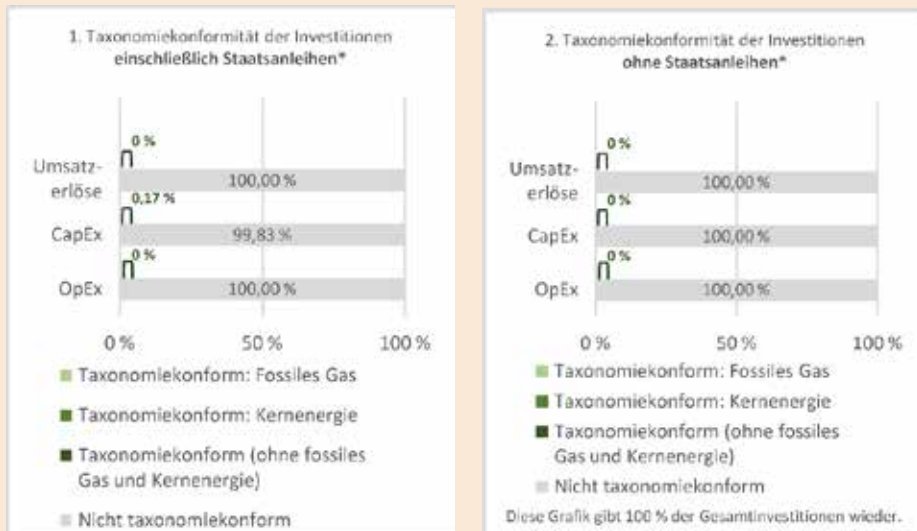 1. Taxonomiekonformität der Investitionen
einschließlich Staatsanleihen*
0 %
Umsatz-
erlöse
100,00 %
0,17 %
CapEx
99,83 %
0 %
OpEx
100,00 %
0 %
50 %
100 %
Taxonomiekonform: Fossiles Gas
Taxonomiekonform: Kernenergie
Taxonomiekonform (ohne fossiles
Gas und Kernenergie)
Nicht taxonomiekonform
2. Taxonomiekonformität der Investitionen
ohne Staatsanleihen*
0 %
Umsatz-
erlöse
100,00 %
0 %
CapEx
100,00 %
0 %
OpEx
100,00 %
0 %
50 %
100 %
Taxonomiekonform: Fossiles Gas
Taxonomiekonform: Kernenergie
Taxonomiekonform (ohne fossiles
Gas und Kernenergie)
Nicht taxonomiekonform
Diese Grafik gibt 100 % der Gesamtinvestitionen wieder.